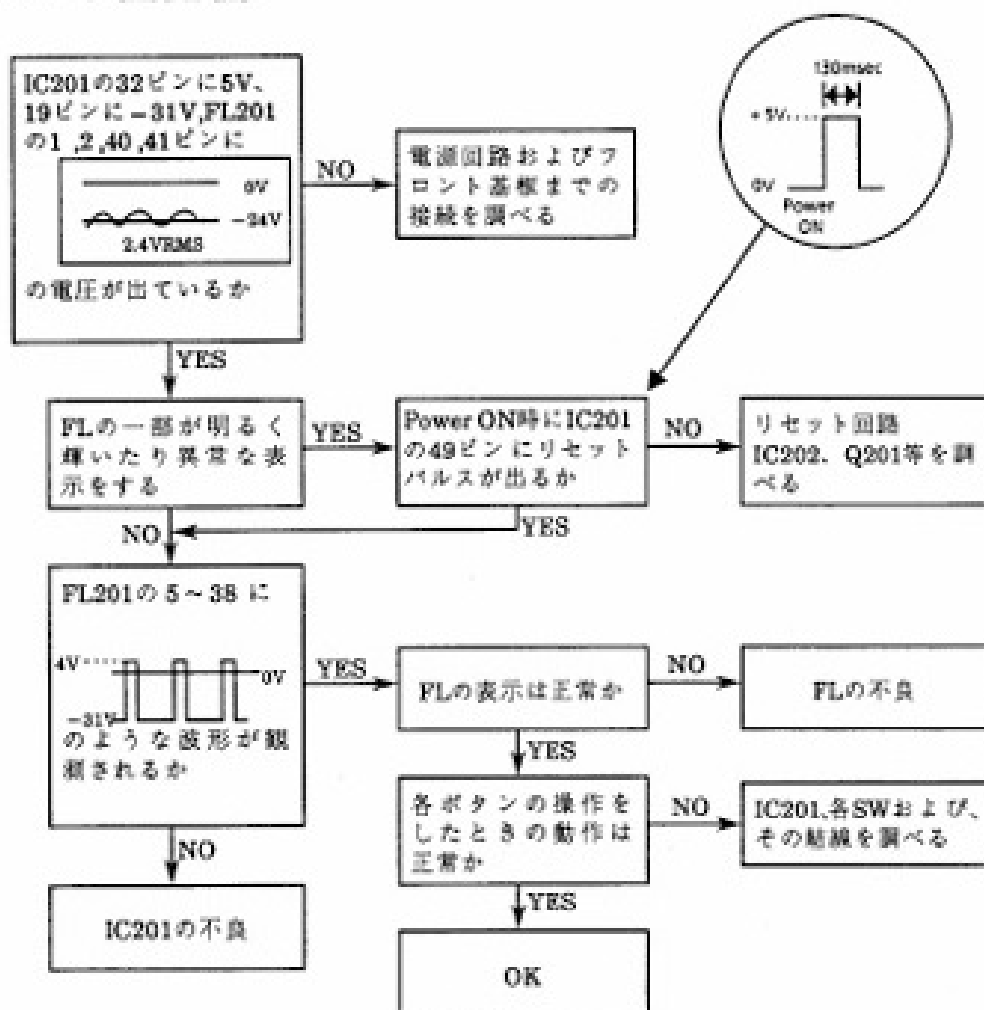 IC201の32ピンに5V、
19ピンに－31V,FL201
の1 ,2,40 ,41ピンに
0V
−24V
2.4VRMS
の電圧が出ているか
NO
電源回路およびフ
ロント基板までの
接続を調べる
130msec
+5V
0V
Power
ON
YES
FLの一部が明るく
輝いたり異常な表
示をする
YES
Power ON時にIC201
の49ピンにリセット
パルスが出るか
NO
リセット回路
IC202、Q201等を調
べる
NO
YES
FL201の 5～38 に
4V
0V
−31V
のような波形が観
測されるか
YES
FLの表示は正常か
NO
FLの不良
YES
各ボタンの操作を
したときの動作は
正常か
NO
IC201、各SWおよび、
その結線を調べる
NO
IC201の不良
YES
OK